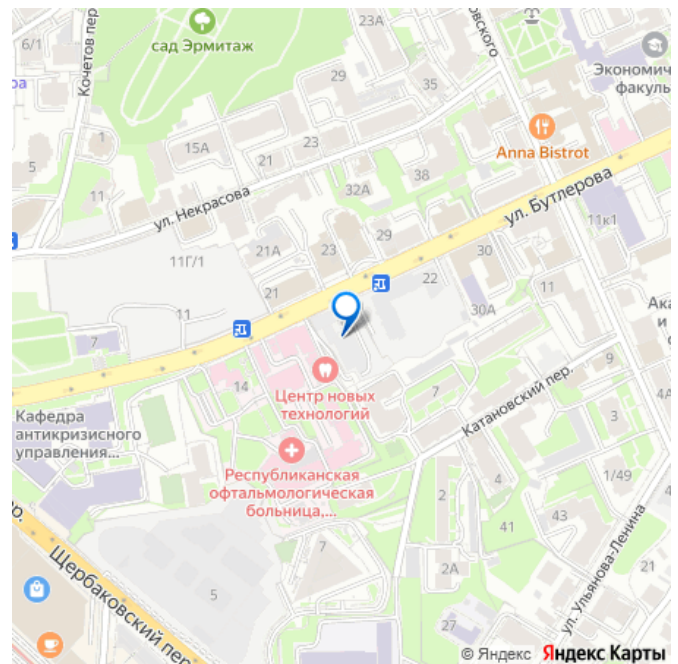 23А
6/1
сад Эрмитаж
Кочетов пер
29
35
овского
Экономич
факуль
15А
23
21
1
5
11
ул. Некрасова
32А
38
Anna Bistrot
ул. Бутлерова
11к1
21А
23
29
30
11Г/1
22
11
21
11
30А
7
14
Центр новых
технологий
7
Катановский пер.
Ака
и
4А
3
Кафедра
антикризисного
управления...
Республиканская
офтальмологическая
больница,...
2
4
1/49
41
43
7
2А
21
5
27
р.
Щербаковский пер.
ул. Ульянова-Ленина
© Яндекс Яндекс Карты